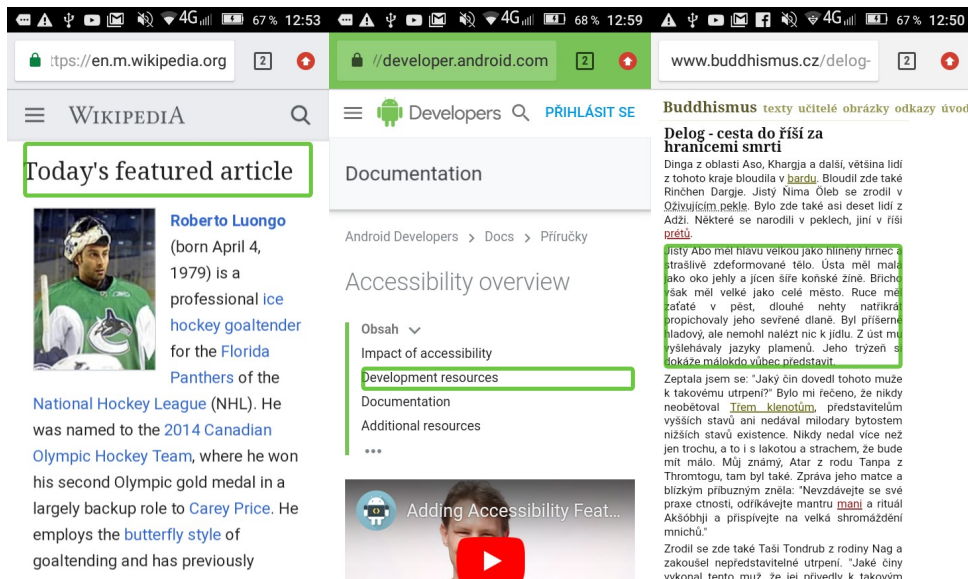 4G 67% 12:53
ttps://en.m.wikipedia.org 2
WIKIPEDIA
Today's featured article
Roberto Luongo
(born April 4,
1979) is a
professional ice
hockey goaltender
for the Florida
Panthers of the
National Hockey League (NHL). He
was named to the 2014 Canadian
Olympic Hockey Team, where he won
his second Olympic gold medal in a
largely backup role to Carey Price. He
employs the butterfly style of
goaltending and has previously
4G 68% 12:59
//developer.android.com 2
Developers PŘIHLÁSIT SE
Documentation
Android Developers > Docs > Příručky
Accessibility overview
Obsah
Impact of accessibility
Development resources
Documentation
Additional resources
•••
Adding Accessibility Feat...
4G 67% 12:50
www.buddhismus.cz/delog- 2
Buddhismus texty učitelé obrázky odkazy úvod
Delog - cesta do říší za
hranicemi smrti
Dinga z oblasti Aso, Khargja a další, většina lidí
z tohoto kraje bloudila v bardu. Bloudil zde také
Rinčhen Dargje. Jistý Ňima Öleb se zrodil v
Oživujícím pekle. Bylo zde také asi deset lidí z
Adži. Některé se narodili v peklech, jiní v říši
prétů.
Jistý Abo měl hlavu velkou jako hliněný hrnec a
strašlivě zdeformované tělo. Ústa měl malá
jako oko jehly a jícen šíře koňské žíně. Břicho
však měl velké jako celé město. Ruce měl
zaťaté v pěst, dlouhé nehty natřikrát
propichovaly jeho sevřené dlaně. Byl příšerně
hladový, ale nemohl nalézt nic k jídlu. Z úst mu
vyšlehávaly jazyky plamenů. Jeho trýzeň si
dokáže málokdo vůbec představit.
Zeptala jsem se: "Jaký čin dovedl tohoto muže
k takovému utrpení?" Bylo mi řečeno, že nikdy
neobětoval Třem klenotům, představitelům
vyšších stavů ani nedával milodary bytostem
nižších stavů existence. Nikdy nedal více než
jen trochu, a to i s lakotou a strachem, že bude
mít málo. Můj známý, Atar z rodu Tanpa z
Thromtogu, tam byl také. Zpráva jeho matce a
blízkým příbuzným zněla: "Nevzdávejte se své
praxe ctnosti, odříkávejte mantru mani a rituál
Akšóbhji a přispívejte na velká shromáždění
mnichů."
Zrodil se zde také Taši Tondrub z rodiny Nag a
zakoušel nepředstavitelné utrpení. "Jaké činy
vykonal tento muž, že jej přivedly k takovým